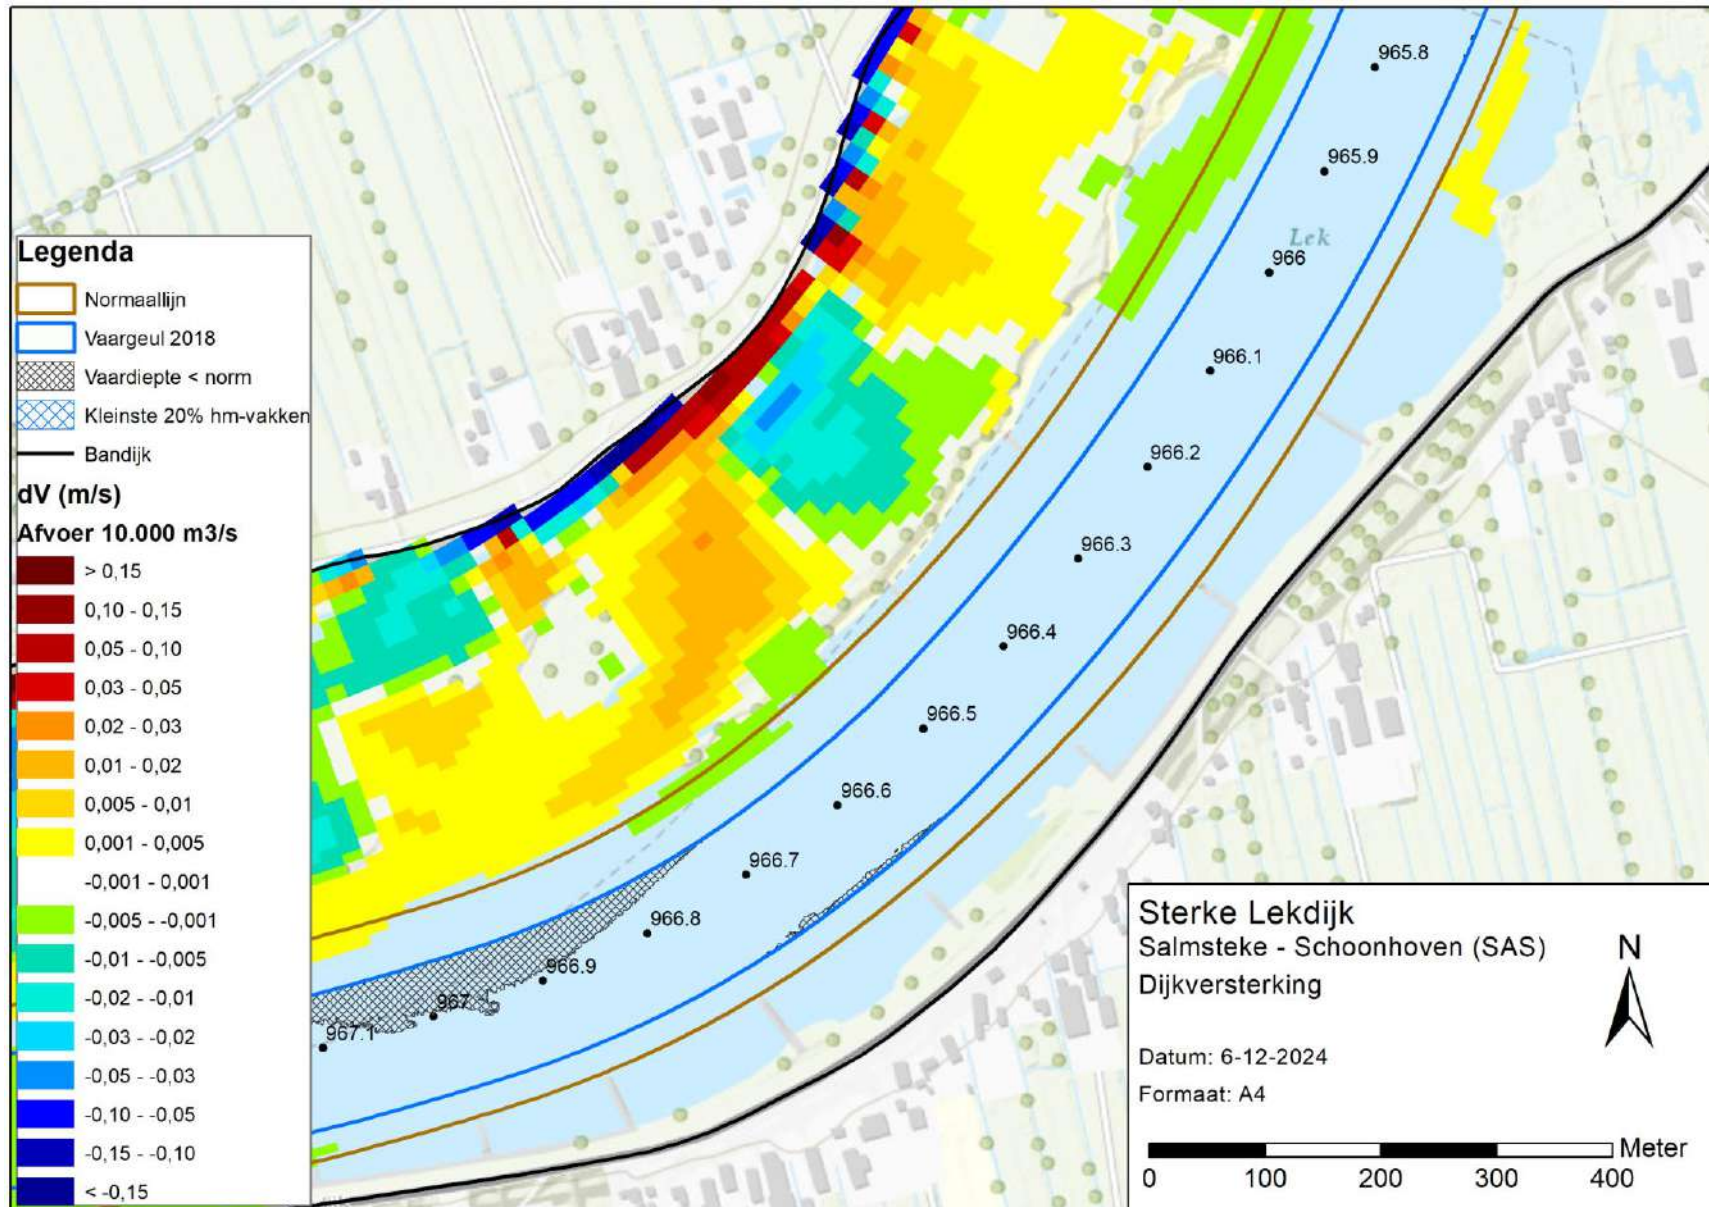 965.8
965.9
Lek
966
966.1
966.2
966.3
966.4
966.5
966.6
966.7
966.8
966.9
967
967.1
Legenda
Normaallijn
Vaargeul 2018
Vaardiepte < norm
Kleinste 20% hm-vakken
Bandijk
dV (m/s)
Afvoer 10.000 m3/s
> 0,15
0,10 - 0,15
0,05 - 0,10
0,03 - 0,05
0,02 - 0,03
0,01 - 0,02
0,005 - 0,01
0,001 - 0,005
-0,001 - 0,001
-0,005 - -0,001
-0,01 - -0,005
-0,02 - -0,01
-0,03 - -0,02
-0,05 - -0,03
-0,10 - -0,05
-0,15 - -0,10
< -0,15
Sterke Lekdijk
Salmsteke - Schoonhoven (SAS)
Dijkversterking
N
Datum: 6-12-2024
Formaat: A4
Meter
0 100 200 300 400